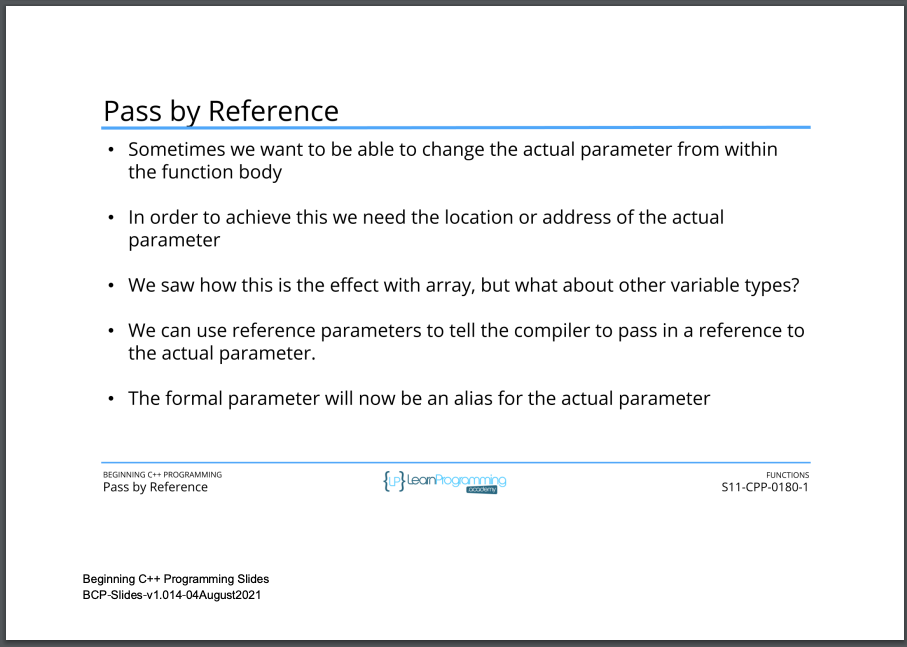 Pass by Reference
• Sometimes we want to be able to change the actual parameter from within
the function body
• In order to achieve this we need the location or address of the actual
parameter
• We saw how this is the effect with array, but what about other variable types?
• We can use reference parameters to tell the compiler to pass in a reference to
the actual parameter.
• The formal parameter will now be an alias for the actual parameter
BEGINNING C++ PROGRAMMING
Pass by Reference
{LP} LearnProgramming
academy
FUNCTIONS
S11-CPP-0180-1
Beginning C++ Programming Slides
BCP-Slides-v1.014-04August2021